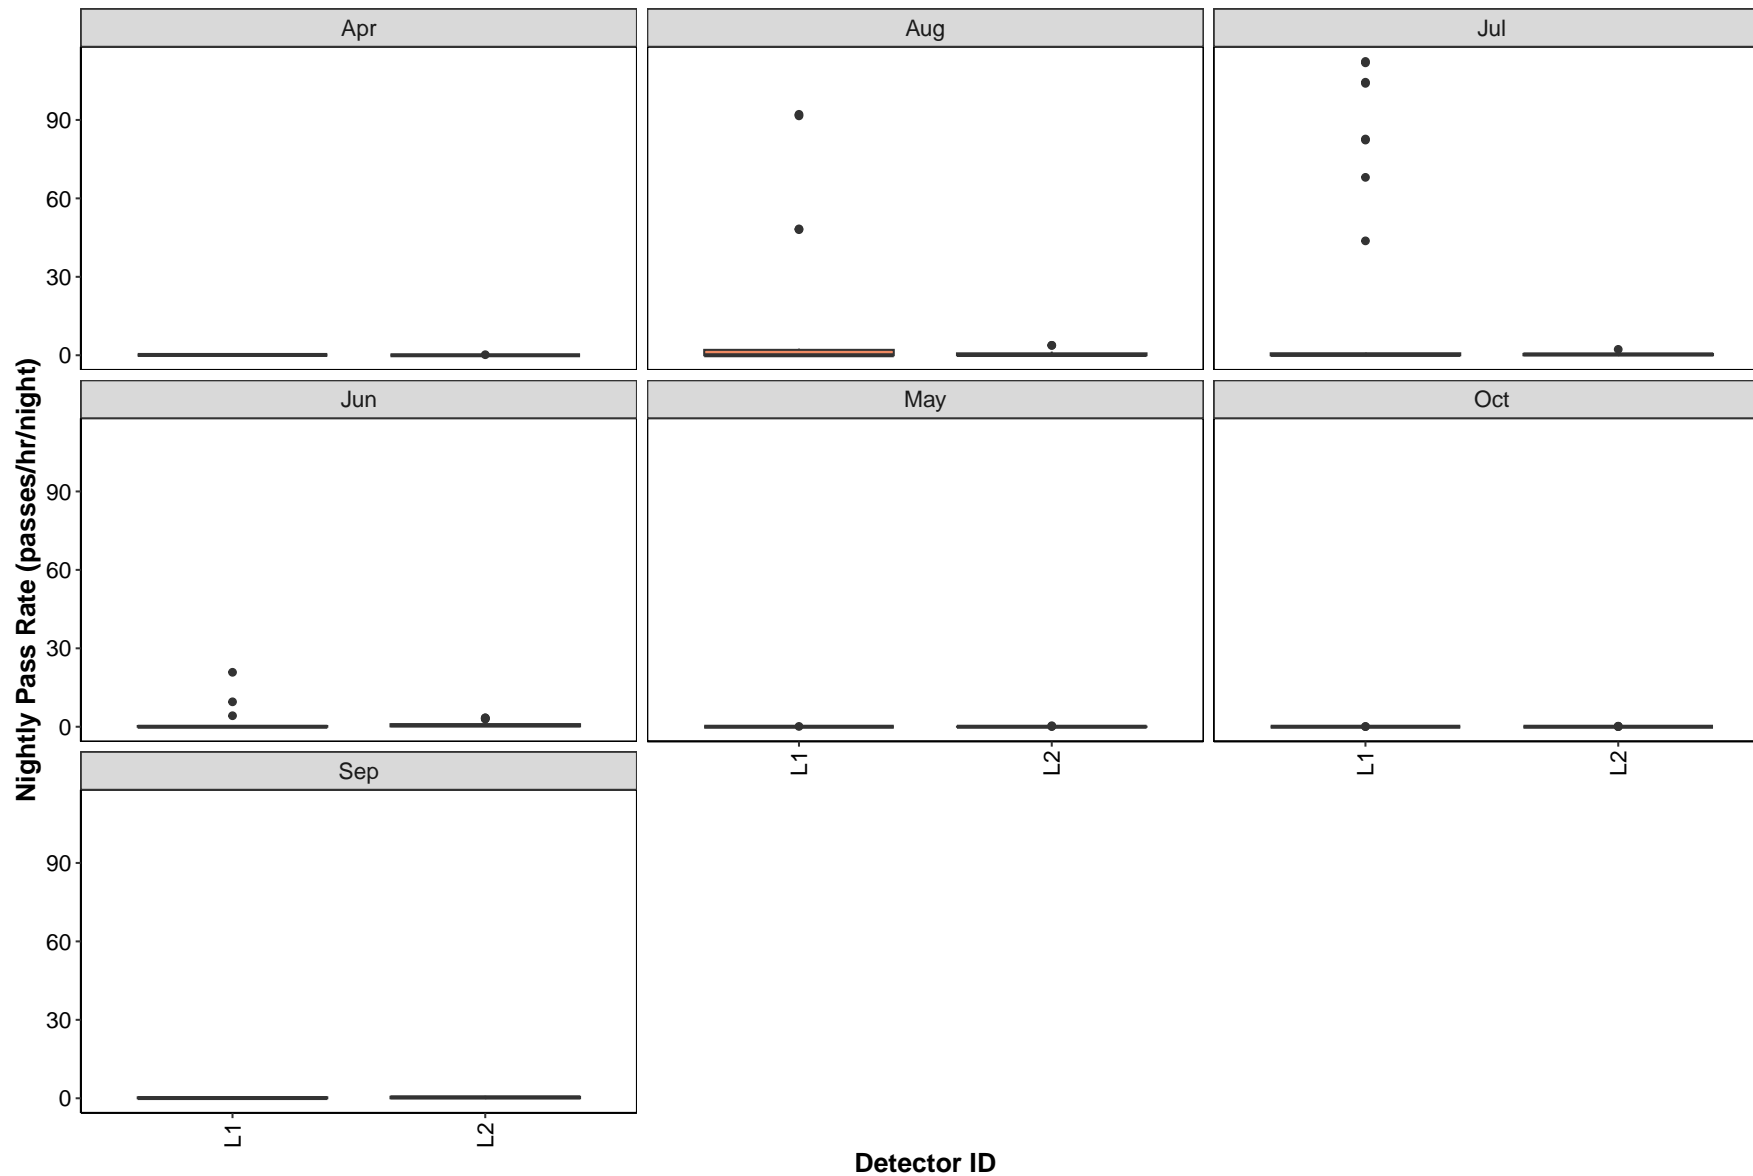 Apr
Aug
Jul
90
60
30
0
Jun
May
Oct
90
60
30
0
L1
L2
L1
L2
Sep
90
60
30
0
L1
L2
Nightly Pass Rate (passes/hr/night)
Detector ID